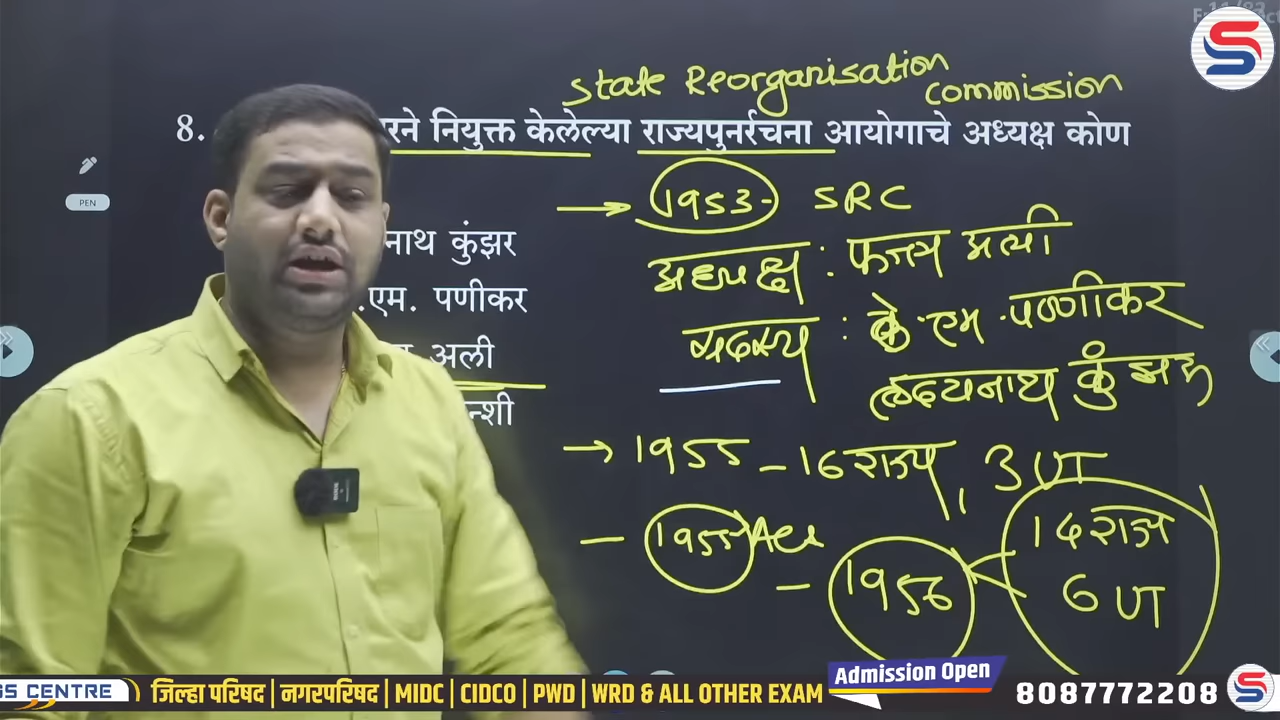 State Reorganisation
commission
8. रने नियुक्त केलेल्या राज्यपुनर्रचना आयोगाचे अध्यक्ष कोण
PEN
→ 1953- SRC
नाथ कुंझर
अध्यक्ष : फजल अली
.एम. पणीकर
सदस्य : के.एम.पण्णीकर
अली
हृदयनाथ कुंझरू
न्शी
→ 1955 - 16 राज्य, 3 UT
- 1955 Act
- 1956
14 राज्य
6 UT
Admission Open
GS CENTRE
जिल्हा परिषद | नगरपरिषद | MIDC | CIDCO | PWD | WRD & ALL OTHER EXAM
8087772208